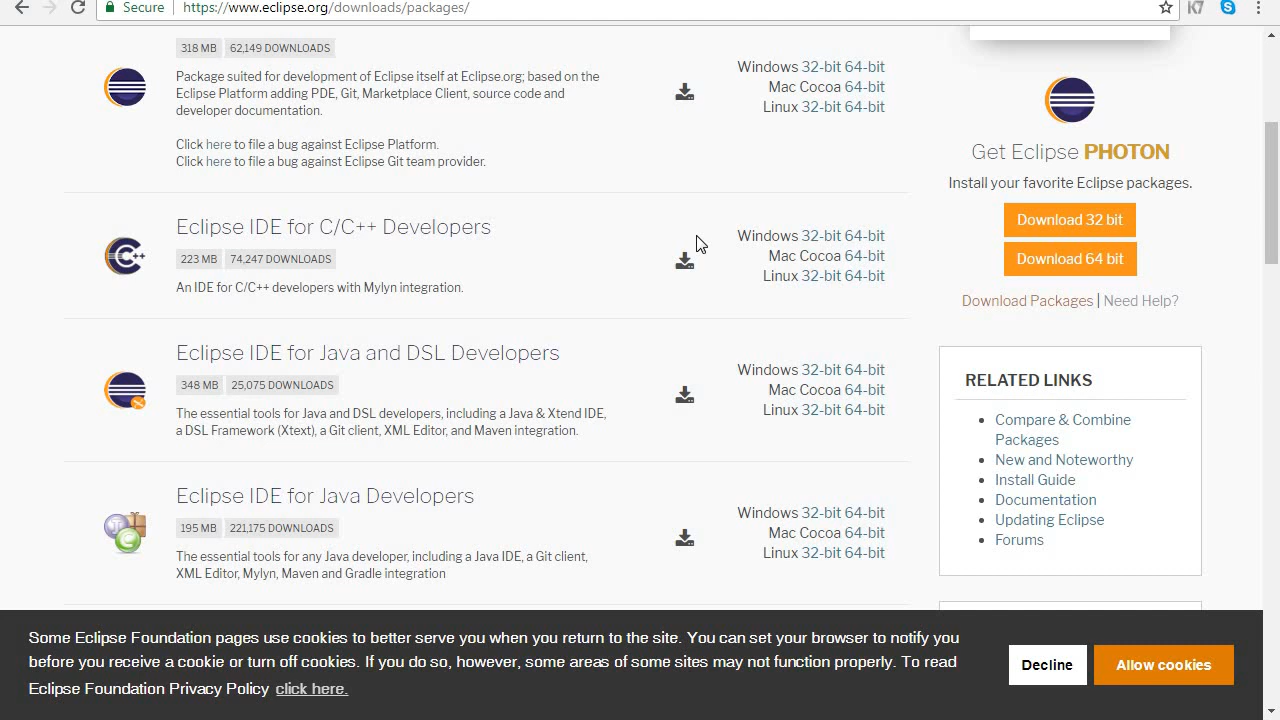 Secure https://www.eclipse.org/downloads/packages/
K7
318 MB 62,149 DOWNLOADS
Package suited for development of Eclipse itself at Eclipse.org; based on the
Eclipse Platform adding PDE, Git, Marketplace Client, source code and
developer documentation.
Click here to file a bug against Eclipse Platform.
Click here to file a bug against Eclipse Git team provider.
Windows 32-bit 64-bit
Mac Cocoa 64-bit
Linux 32-bit 64-bit
Eclipse IDE for C/C++ Developers
223 MB 74,247 DOWNLOADS
An IDE for C/C++ developers with Mylyn integration.
Windows 32-bit 64-bit
Mac Cocoa 64-bit
Linux 32-bit 64-bit
Eclipse IDE for Java and DSL Developers
348 MB 25,075 DOWNLOADS
The essential tools for Java and DSL developers, including a Java & Xtend IDE,
a DSL Framework (Xtext), a Git client, XML Editor, and Maven integration.
Windows 32-bit 64-bit
Mac Cocoa 64-bit
Linux 32-bit 64-bit
Eclipse IDE for Java Developers
195 MB 221,175 DOWNLOADS
The essential tools for any Java developer, including a Java IDE, a Git client,
XML Editor, Mylyn, Maven and Gradle integration
Windows 32-bit 64-bit
Mac Cocoa 64-bit
Linux 32-bit 64-bit
Get Eclipse PHOTON
Install your favorite Eclipse packages.
Download 32 bit
Download 64 bit
Download Packages | Need Help?
RELATED LINKS
Compare & Combine
Packages
New and Noteworthy
Install Guide
Documentation
Updating Eclipse
Forums
Some Eclipse Foundation pages use cookies to better serve you when you return to the site. You can set your browser to notify you
before you receive a cookie or turn off cookies. If you do so, however, some areas of some sites may not function properly. To read
Eclipse Foundation Privacy Policy click here.
Decline
Allow cookies